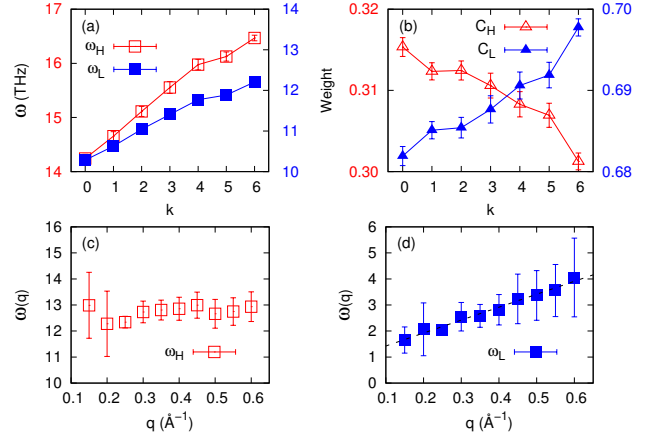 (a)
ω_H
ω_L
ω (THz)
17
16
15
14
14
13
12
11
10
0 1 2 3 4 5 6
k
(b)
C_H
C_L
Weight
0.32
0.31
0.30
0.70
0.69
0.68
0 1 2 3 4 5 6
k
(c)
ω_H
ω(q)
16
15
14
13
12
11
10
0.1 0.2 0.3 0.4 0.5 0.6
q (Å⁻¹)
(d)
ω_L
ω(q)
6
5
4
3
2
1
0
0.1 0.2 0.3 0.4 0.5 0.6
q (Å⁻¹)